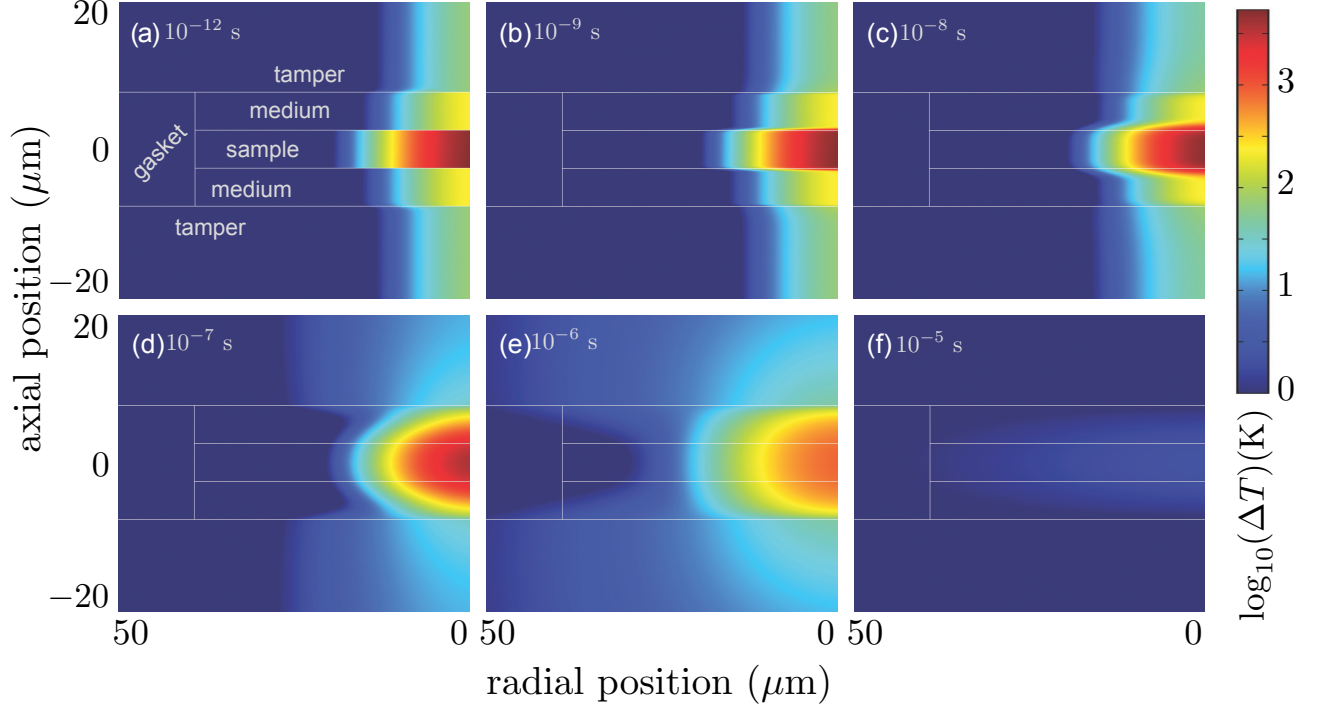 20
(a) 10⁻¹² s
(b) 10⁻⁹ s
(c) 10⁻⁸ s
tamper
medium
gasket
sample
medium
tamper
0
−20
3
2
1
0
20
(d) 10⁻⁷ s
(e) 10⁻⁶ s
(f) 10⁻⁵ s
0
−20
50
0
50
0
50
0
axial position (μm)
radial position (μm)
log₁₀(ΔT)(K)